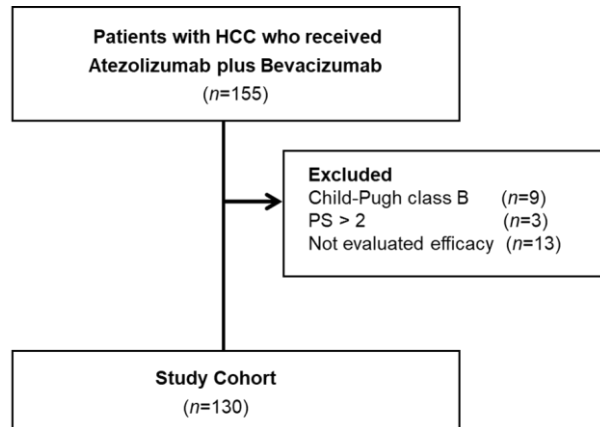 Patients with HCC who received
Atezolizumab plus Bevacizumab
(n=155)
Excluded
Child-Pugh class B (n=9)
PS > 2 (n=3)
Not evaluated efficacy (n=13)
Study Cohort
(n=130)